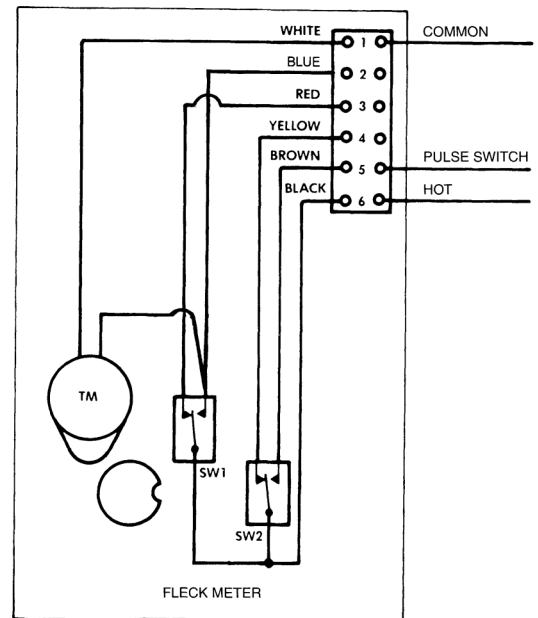 WHITE 1 COMMON
BLUE 2
RED 3
YELLOW 4
BROWN 5 PULSE SWITCH
BLACK 6 HOT
TM
SW1
SW2
FLECK METER